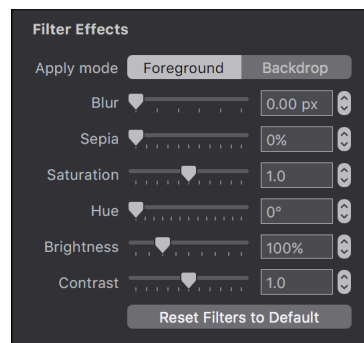 Filter Effects
Apply mode Foreground Backdrop
Blur 0.00 px
Sepia 0%
Saturation 1.0
Hue 0°
Brightness 100%
Contrast 1.0
Reset Filters to Default